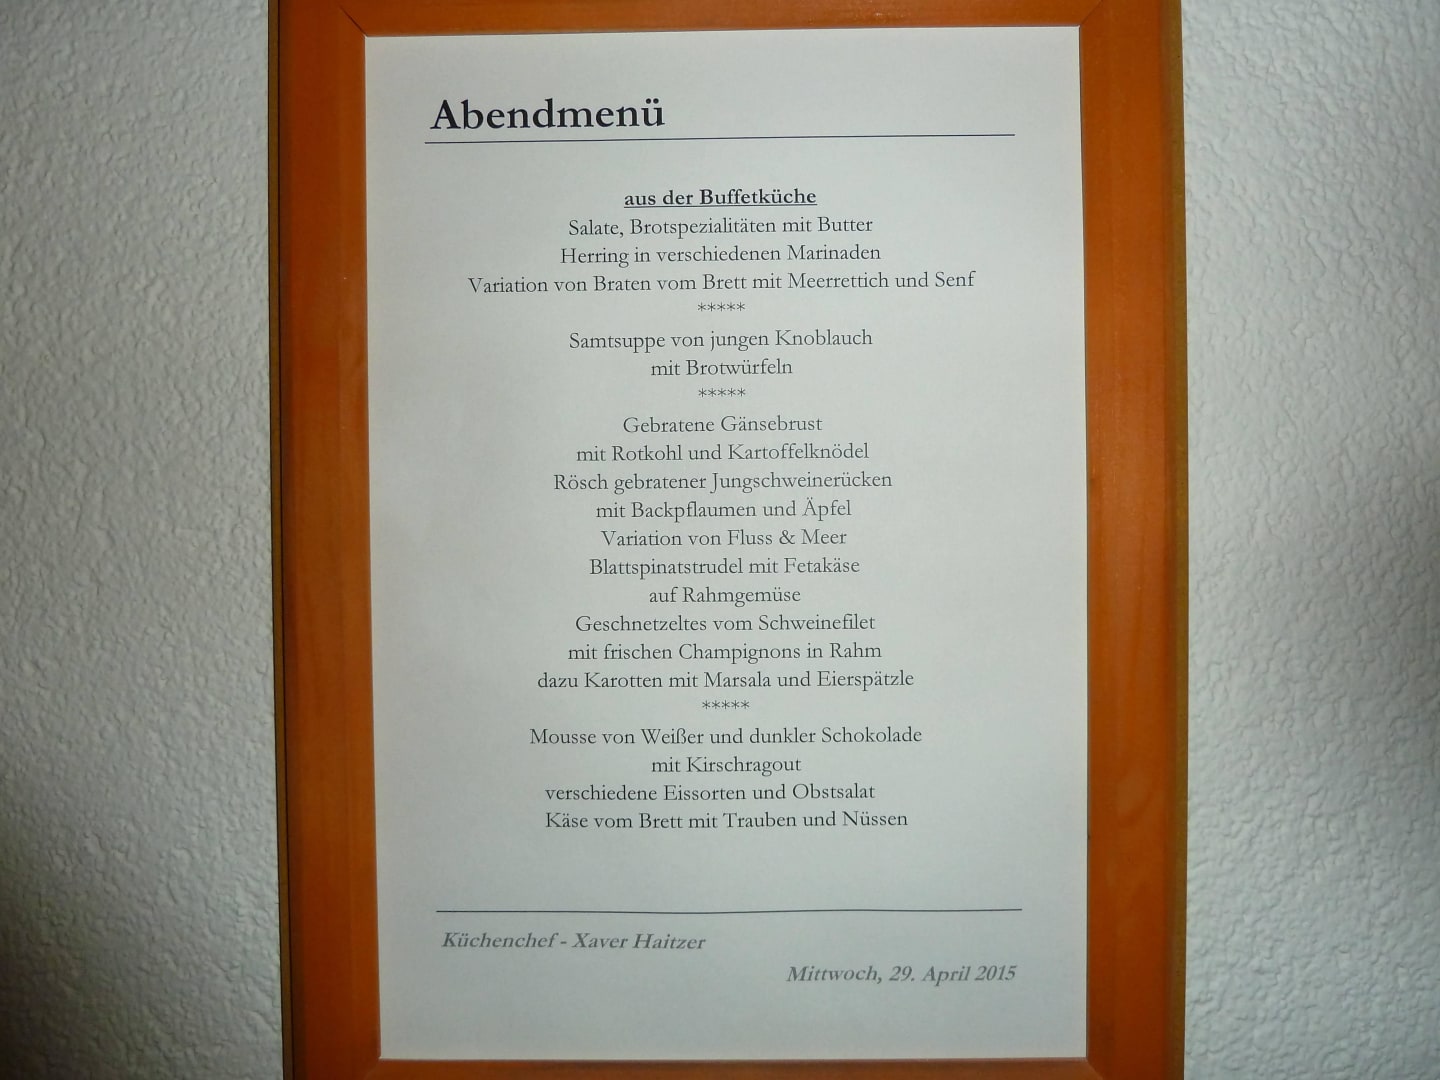 Abendmenü
aus der Buffetküche
Salate, Brotspezialitäten mit Butter
Herring in verschiedenen Marinaden
Variation von Braten vom Brett mit Meerrettich und Senf
*****
Samtsuppe von jungen Knoblauch
mit Brotwürfeln
*****
Gebratene Gänsebrust
mit Rotkohl und Kartoffelknödel
Rösch gebratener Jungschweinerücken
mit Backpflaumen und Äpfel
Variation von Fluss & Meer
Blattspinatstrudel mit Fetakäse
auf Rahmgemüse
Geschnetzeltes vom Schweinefilet
mit frischen Champignons in Rahm
dazu Karotten mit Marsala und Eierspätzle
*****
Mousse von Weißer und dunkler Schokolade
mit Kirschragout
verschiedene Eissorten und Obstsalat
Käse vom Brett mit Trauben und Nüssen
Küchenchef - Xaver Haitzer
Mittwoch, 29. April 2015